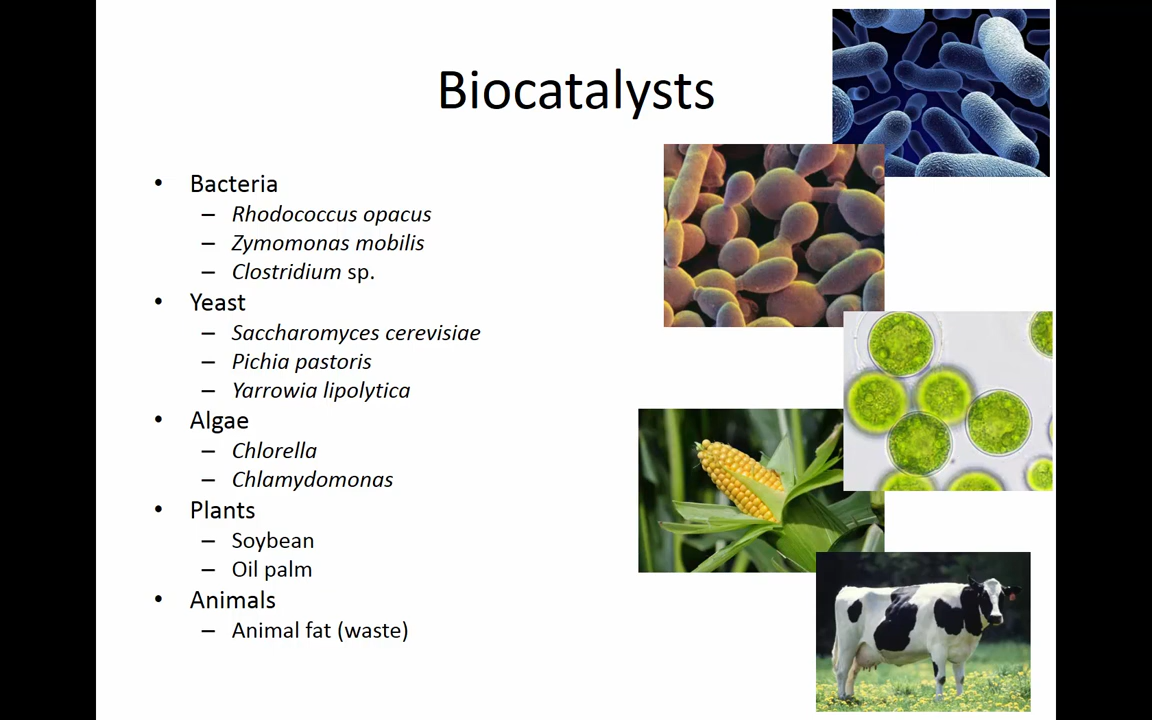 Biocatalysts
• Bacteria
– Rhodococcus opacus
– Zymomonas mobilis
– Clostridium sp.
• Yeast
– Saccharomyces cerevisiae
– Pichia pastoris
– Yarrowia lipolytica
• Algae
– Chlorella
– Chlamydomonas
• Plants
– Soybean
– Oil palm
• Animals
– Animal fat (waste)